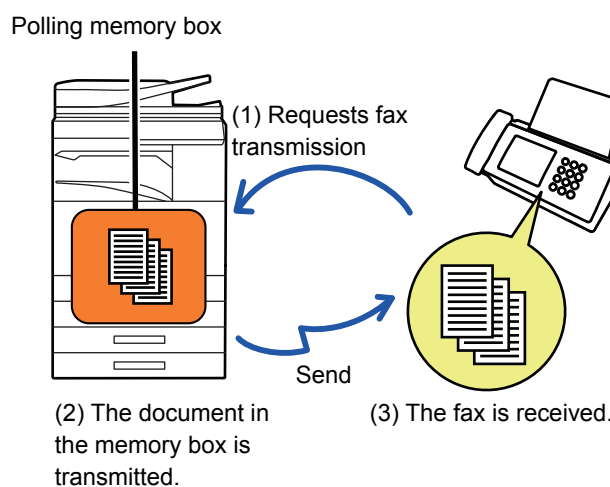 Polling memory box
(1) Requests fax
transmission
Send
(2) The document in
the memory box is
transmitted.
(3) The fax is received.